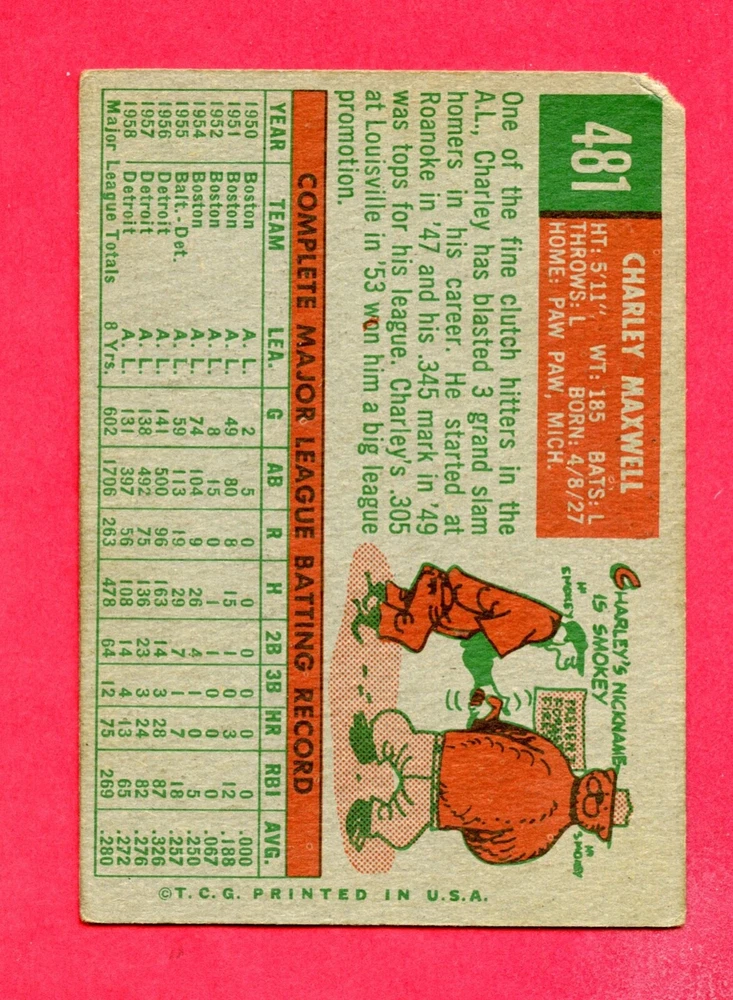 481
CHARLEY MAXWELL
HT: 5'11" WT: 185 BATS: L
THROWS: L BORN: 4/8/27
HOME: PAW PAW, MICH.
One of the fine clutch hitters in the
A.L., Charley has blasted 3 grand slam
homers in his career. He started at
Roanoke in '47 and his .345 mark in '49
was tops for his league. Charley's .305
at Louisville in '53 won him a big league
promotion.
CHARLEY'S NICKNAME
IS SMOKEY
HI
SMOKEY
HI
SMOKEY
COMPLETE MAJOR LEAGUE BATTING RECORD
YEAR TEAM LEA. G AB R H 2B 3B HR RBI AVG.
1950 Boston A. L. 2 5 0 0 0 0 0 0 .000
1951 Boston A. L. 49 80 8 15 1 0 3 12 .188
1952 Boston A. L. 8 15 0 1 1 0 0 0 .067
1954 Boston A. L. 74 104 9 26 4 1 0 5 .250
1955 Balt.-Det. A. L. 59 113 19 29 7 1 7 18 .257
1956 Detroit A. L. 141 500 96 163 14 3 28 87 .326
1957 Detroit A. L. 138 492 75 136 23 3 24 82 .276
1958 Detroit A. L. 131 397 56 108 14 4 13 65 .272
Major League Totals 8 Yrs. 602 1706 263 478 64 12 75 269 .280
©T.C.G. PRINTED IN U.S.A.